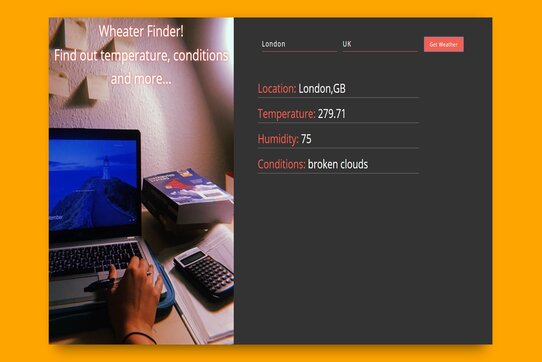 Wheater Finder!
Find out temperature, conditions
and more...
London
UK
Get Weather
Location: London,GB
Temperature: 279.71
Humidity: 75
Conditions: broken clouds